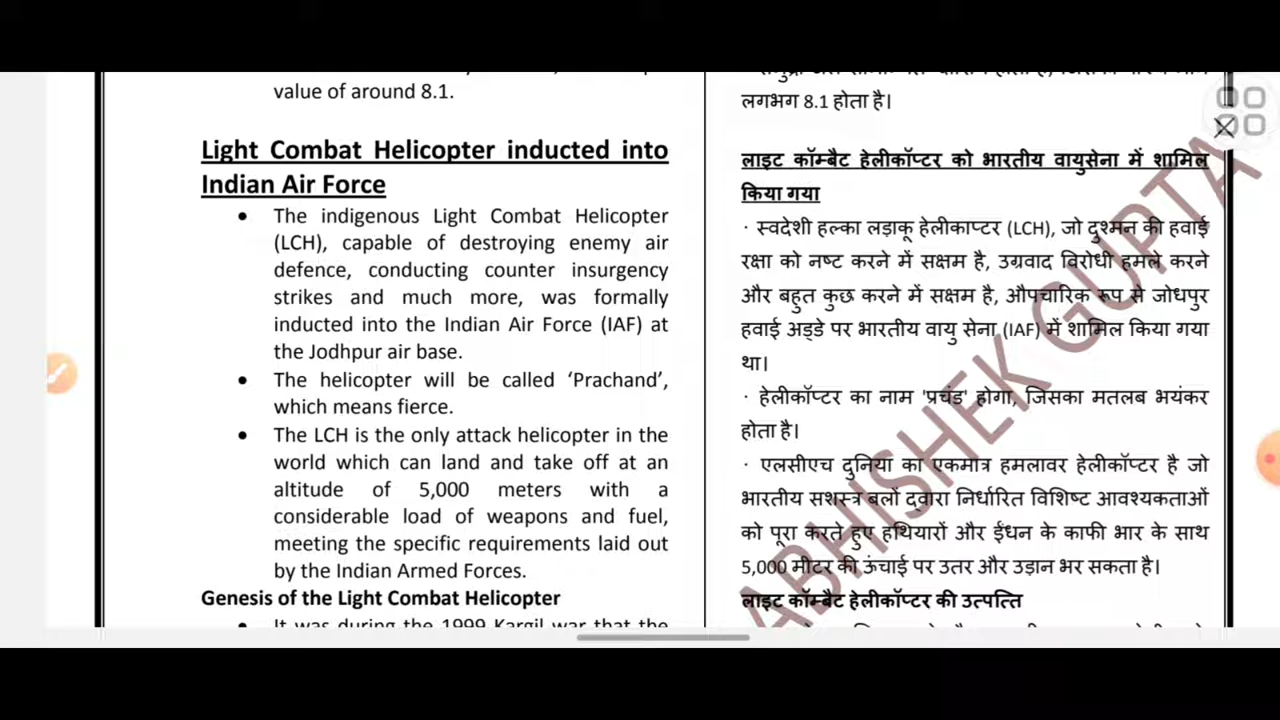 value of around 8.1.
Light Combat Helicopter inducted into
Indian Air Force
• The indigenous Light Combat Helicopter
(LCH), capable of destroying enemy air
defence, conducting counter insurgency
strikes and much more, was formally
inducted into the Indian Air Force (IAF) at
the Jodhpur air base.
• The helicopter will be called ‘Prachand’,
which means fierce.
• The LCH is the only attack helicopter in the
world which can land and take off at an
altitude of 5,000 meters with a
considerable load of weapons and fuel,
meeting the specific requirements laid out
by the Indian Armed Forces.
Genesis of the Light Combat Helicopter
• It was during the 1999 Kargil war that the
लगभग 8.1 होता है।
लाइट कॉम्बैट हेलीकॉप्टर को भारतीय वायुसेना में शामिल
किया गया
· स्वदेशी हल्का लड़ाकू हेलीकाप्टर (LCH), जो दुश्मन की हवाई
रक्षा को नष्ट करने में सक्षम है, उग्रवाद विरोधी हमले करने
और बहुत कुछ करने में सक्षम है, औपचारिक रूप से जोधपुर
हवाई अड्डे पर भारतीय वायु सेना (IAF) में शामिल किया गया
था।
· हेलीकॉप्टर का नाम 'प्रचंड' होगा, जिसका मतलब भयंकर
होता है।
· एलसीएच दुनिया का एकमात्र हमलावर हेलीकॉप्टर है जो
भारतीय सशस्त्र बलों द्वारा निर्धारित विशिष्ट आवश्यकताओं
को पूरा करते हुए हथियारों और ईंधन के काफी भार के साथ
5,000 मीटर की ऊंचाई पर उतर और उड़ान भर सकता है।
लाइट कॉम्बैट हेलीकॉप्टर की उत्पत्ति
ABHISHEK GUPTA